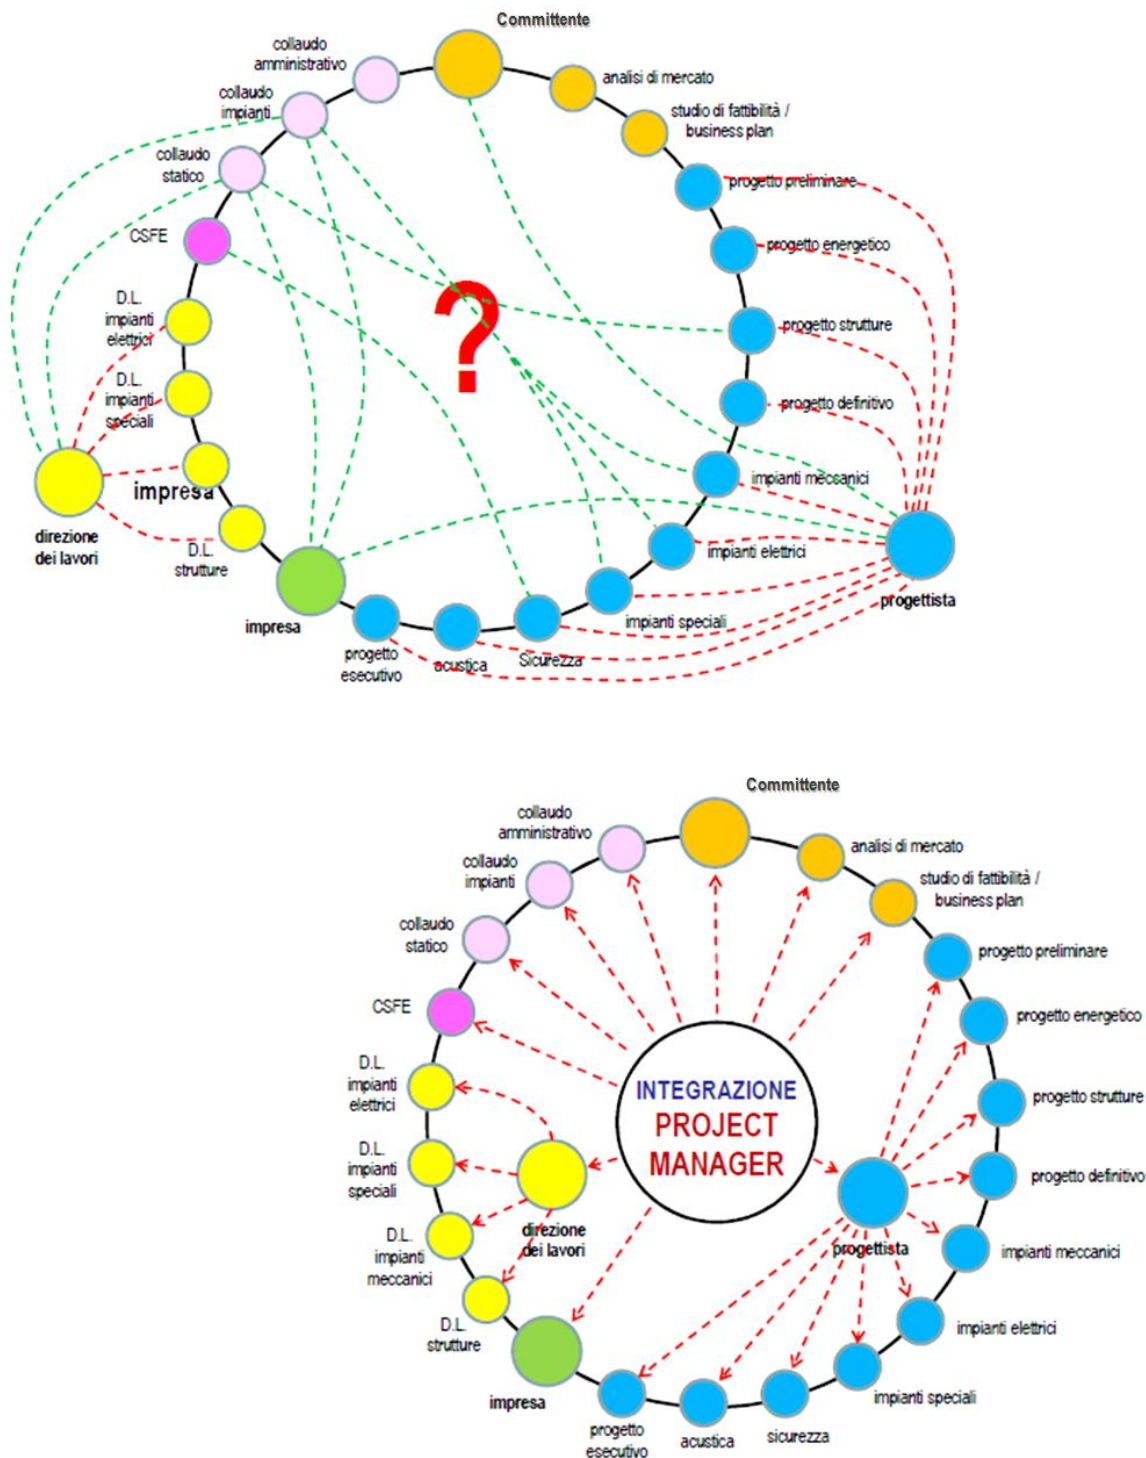 Committente
collaudo
amministrativo
collaudo
impianti
collaudo
statico
CSFE
D.L.
impianti
elettrici
D.L.
impianti
speciali
impresa
direzione
dei lavori
D.L.
strutture
impresa
progetto
esecutivo
acustica
Sicurezza
impianti speciali
impianti elettrici
impianti meccanici
progetto definitivo
progetto strutture
progetto energetico
progetto preliminare
studio di fattibilità /
business plan
analisi di mercato
progettista
?
Committente
collaudo
amministrativo
collaudo
impianti
collaudo
statico
CSFE
D.L.
impianti
elettrici
D.L.
impianti
speciali
D.L.
impianti
meccanici
D.L.
strutture
impresa
direzione
dei lavori
INTEGRAZIONE
PROJECT
MANAGER
progettista
analisi di mercato
studio di fattibilità /
business plan
progetto preliminare
progetto energetico
progetto strutture
progetto definitivo
impianti meccanici
impianti elettrici
impianti speciali
sicurezza
acustica
progetto
esecutivo